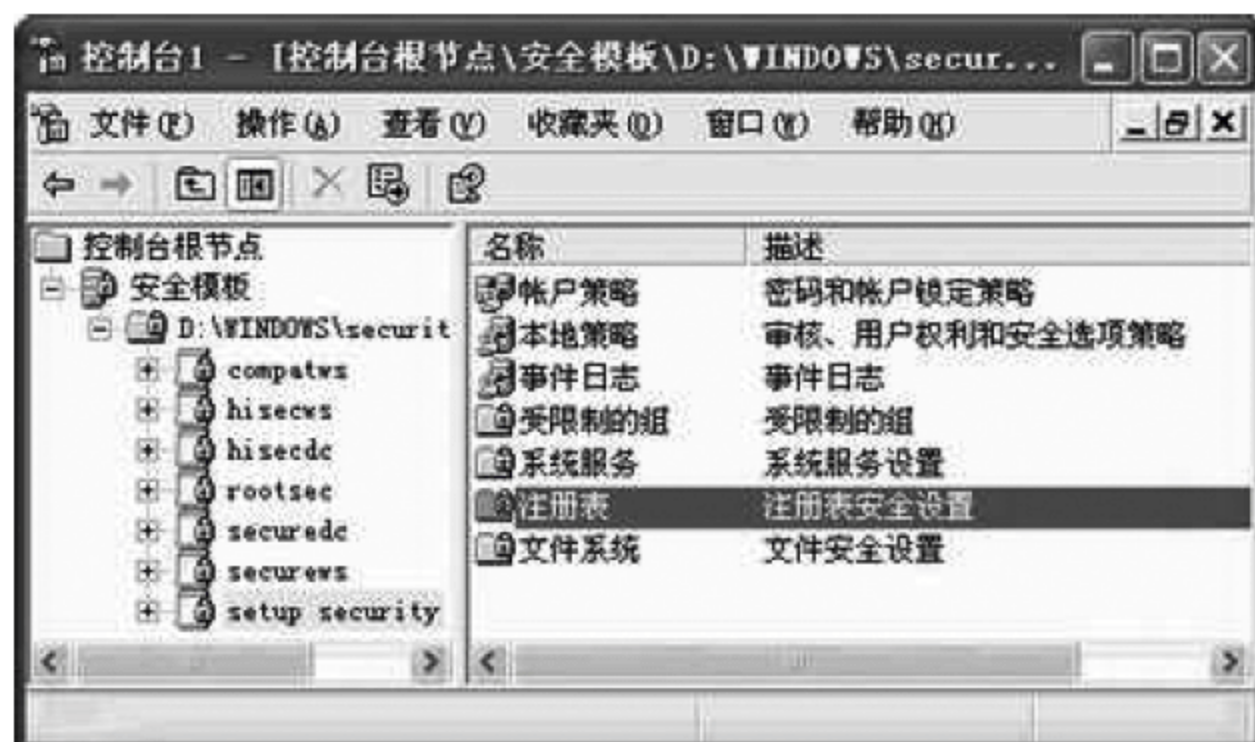 控制台1 - [控制台根节点\安全模板\D:\WINDOWS\secur...
文件(F) 操作(A) 查看(V) 收藏夹(O) 窗口(W) 帮助(H)
控制台根节点
安全模板
D:\WINDOWS\securit
compatws
hisecws
hisecdc
rootsec
securedc
securews
setup security
名称 描述
帐户策略 密码和帐户锁定策略
本地策略 审核、用户权利和安全选项策略
事件日志 事件日志
受限制的组 受限制的组
系统服务 系统服务设置
注册表 注册表安全设置
文件系统 文件安全设置